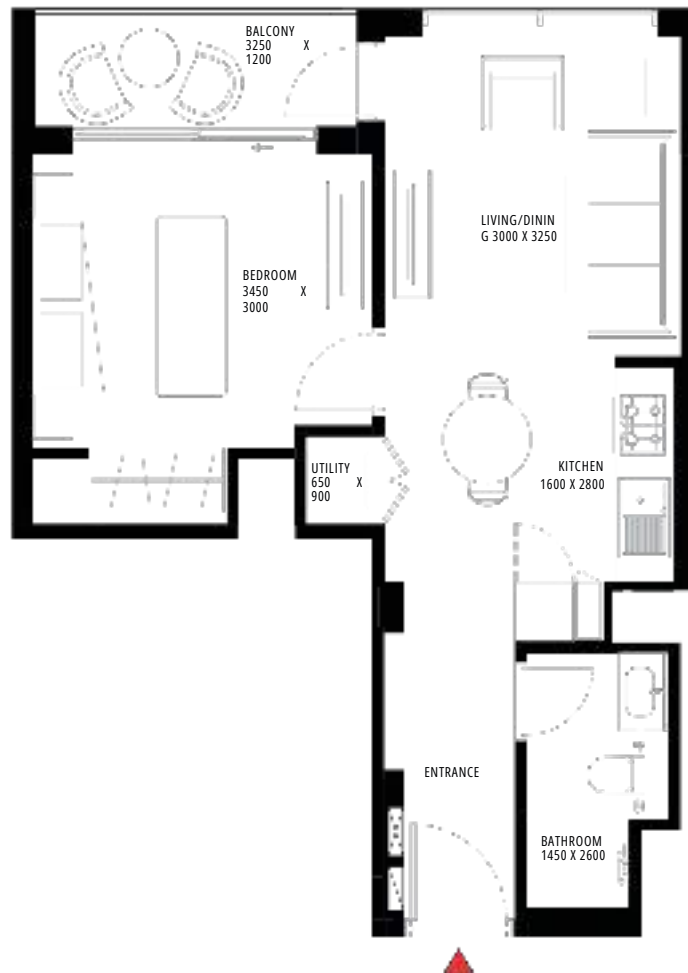 BALCONY
3250 X
1200
LIVING/DININ
G 3000 X 3250
BEDROOM
3450 X
3000
UTILITY
650 X
900
KITCHEN
1600 X 2800
ENTRANCE
BATHROOM
1450 X 2600